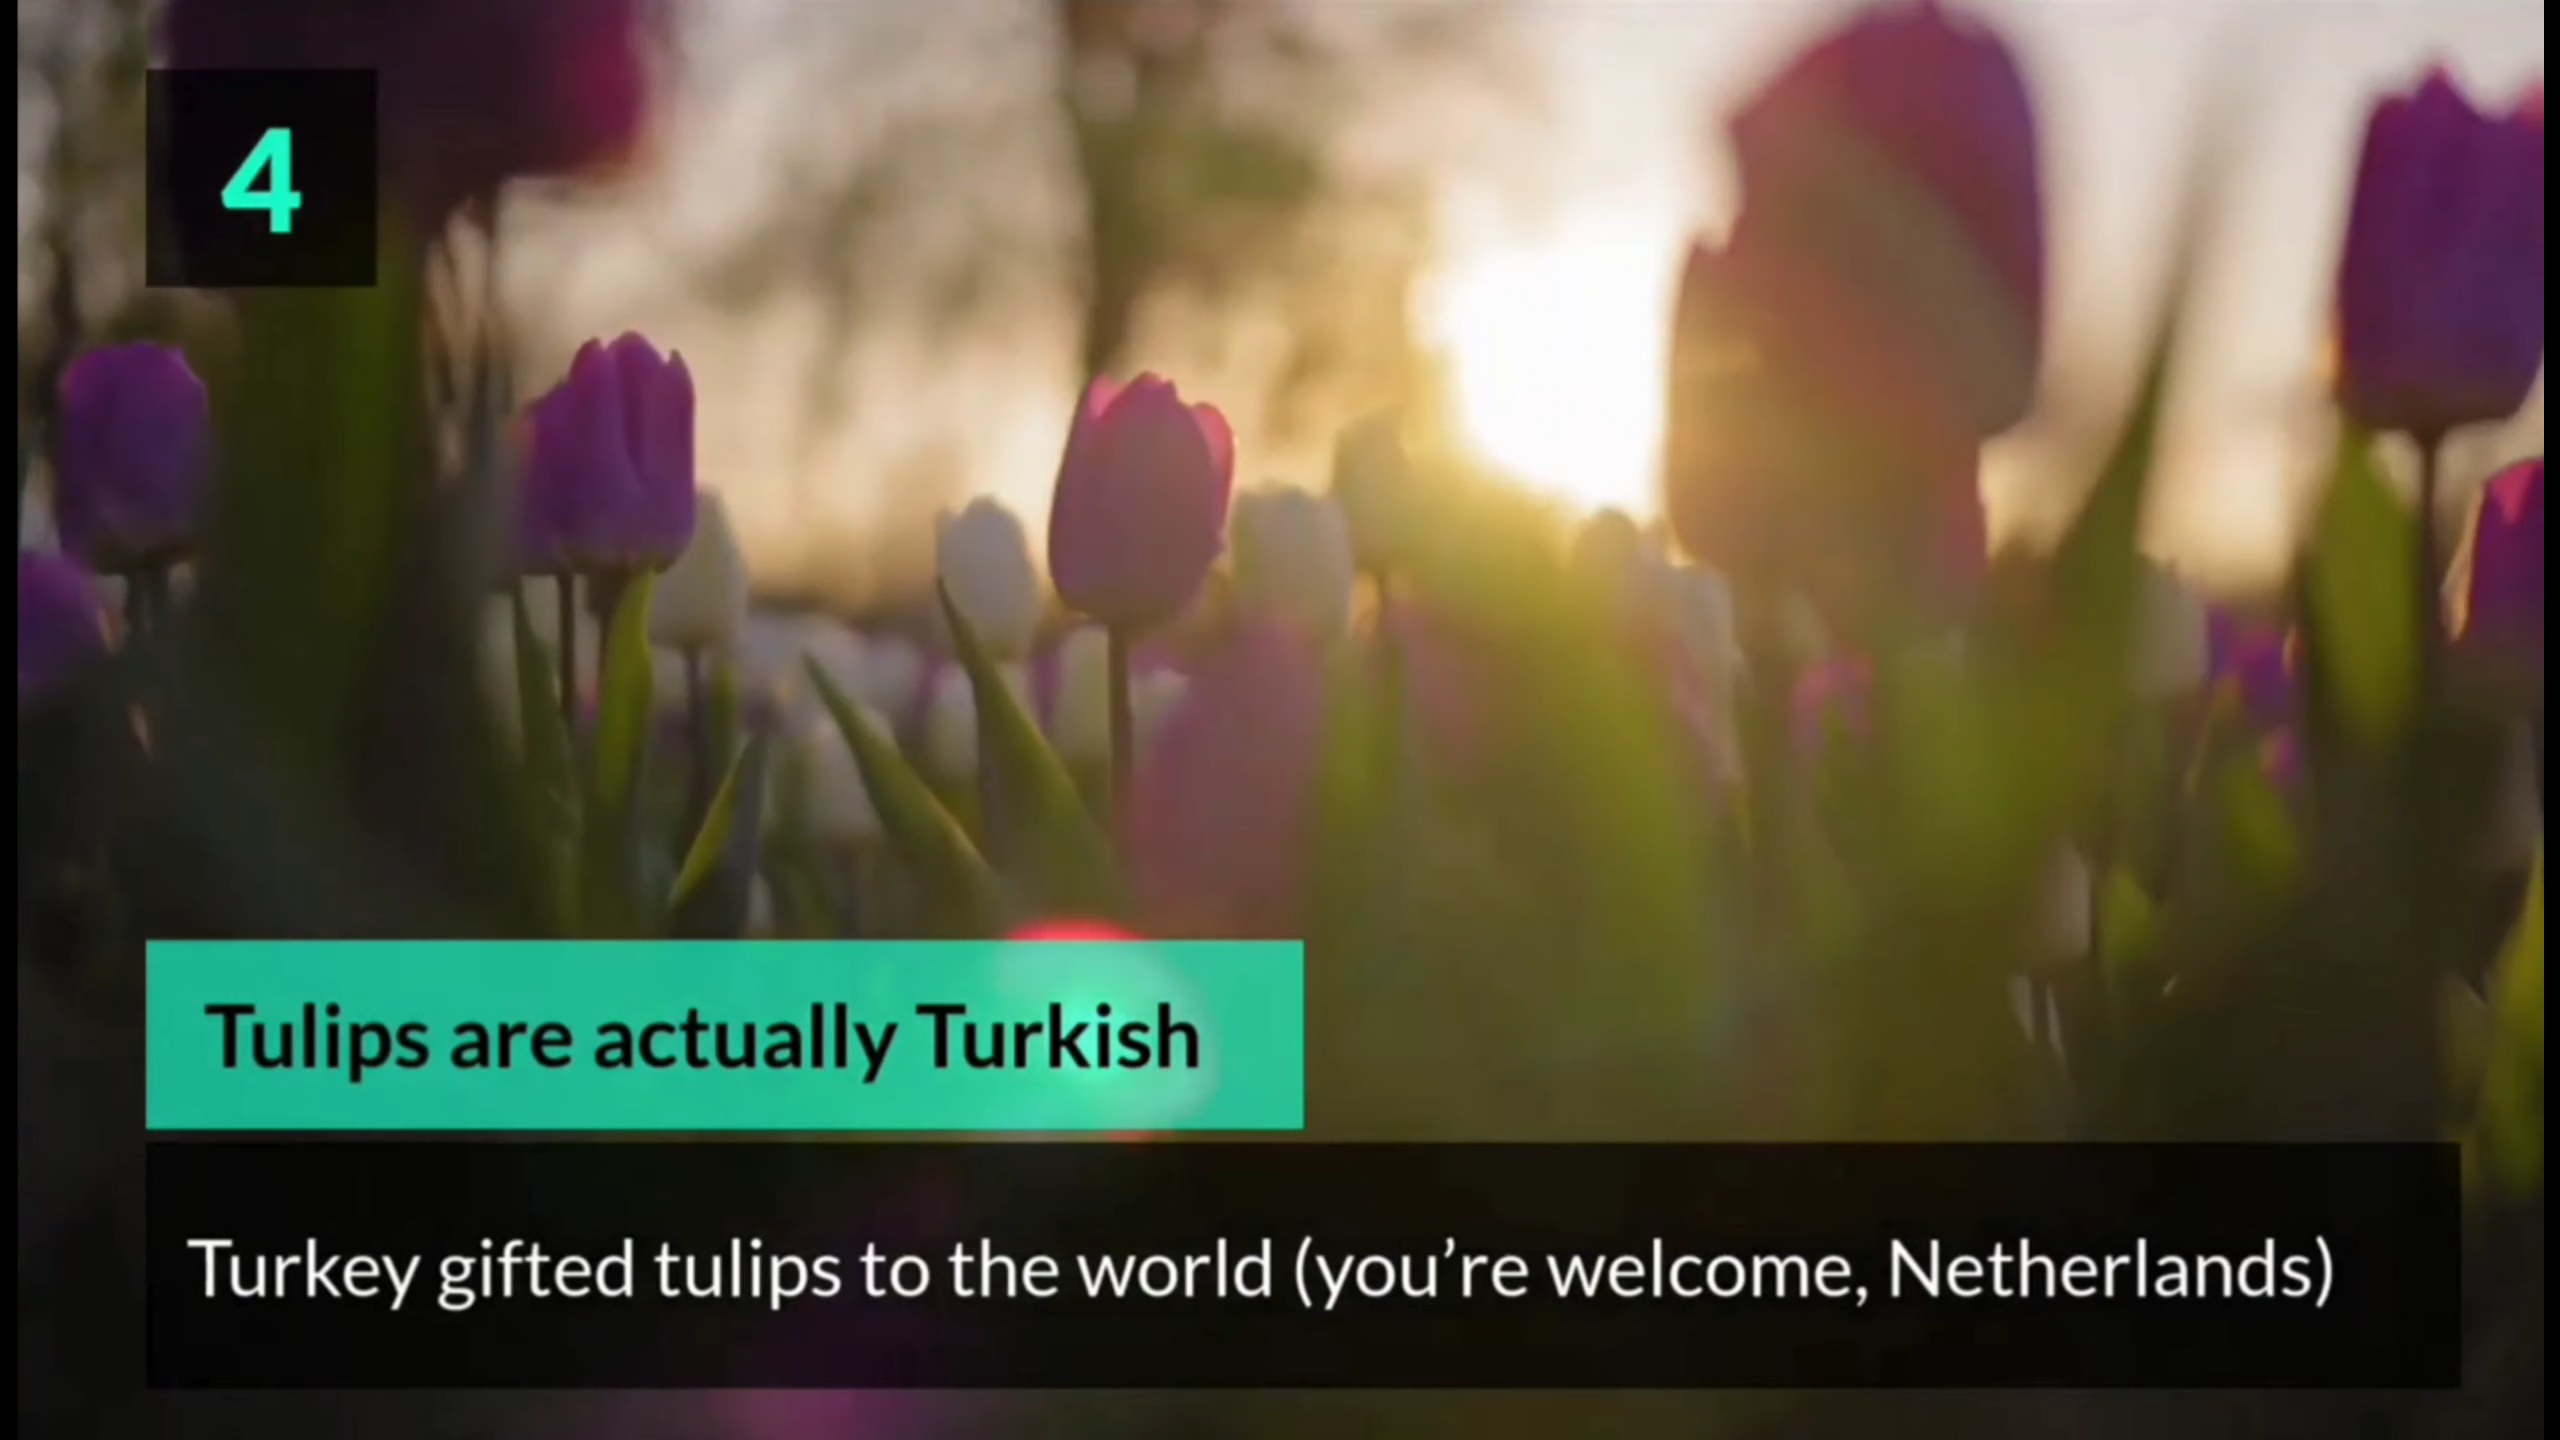 4
Tulips are actually Turkish
Turkey gifted tulips to the world (you’re welcome, Netherlands)